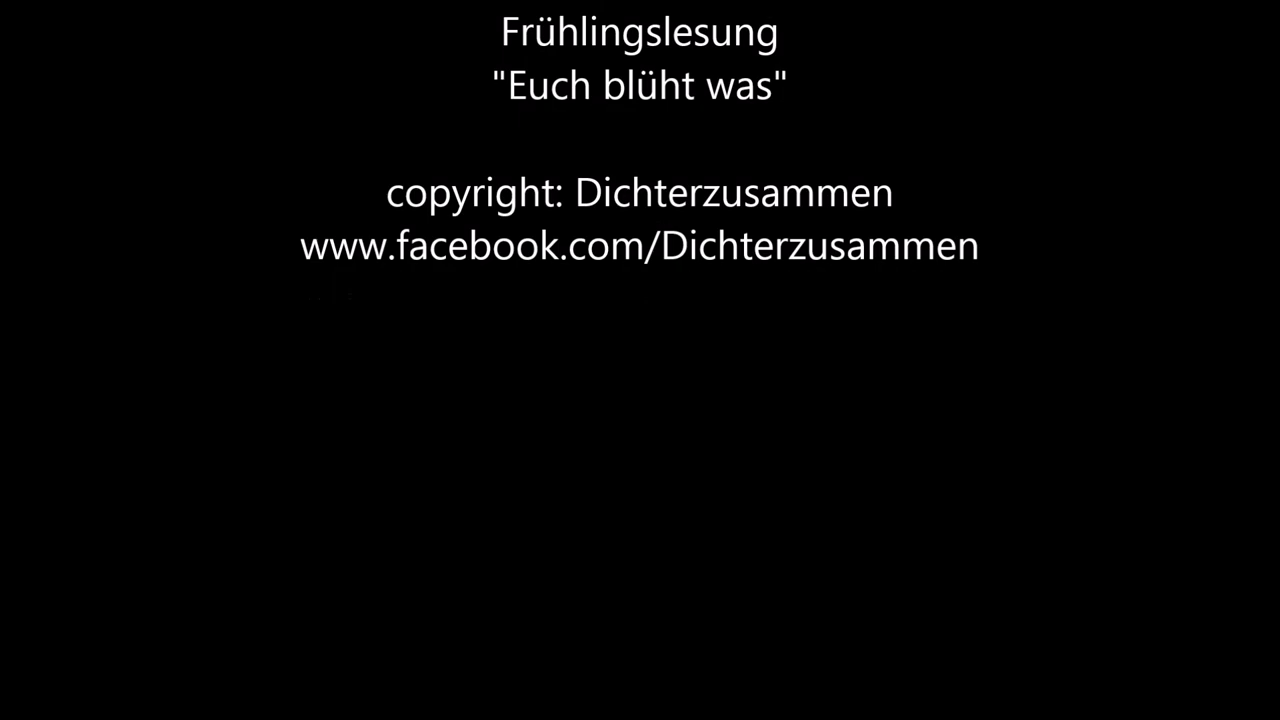 Frühlingslesung
"Euch blüht was"
copyright: Dichterzusammen
www.facebook.com/Dichterzusammen